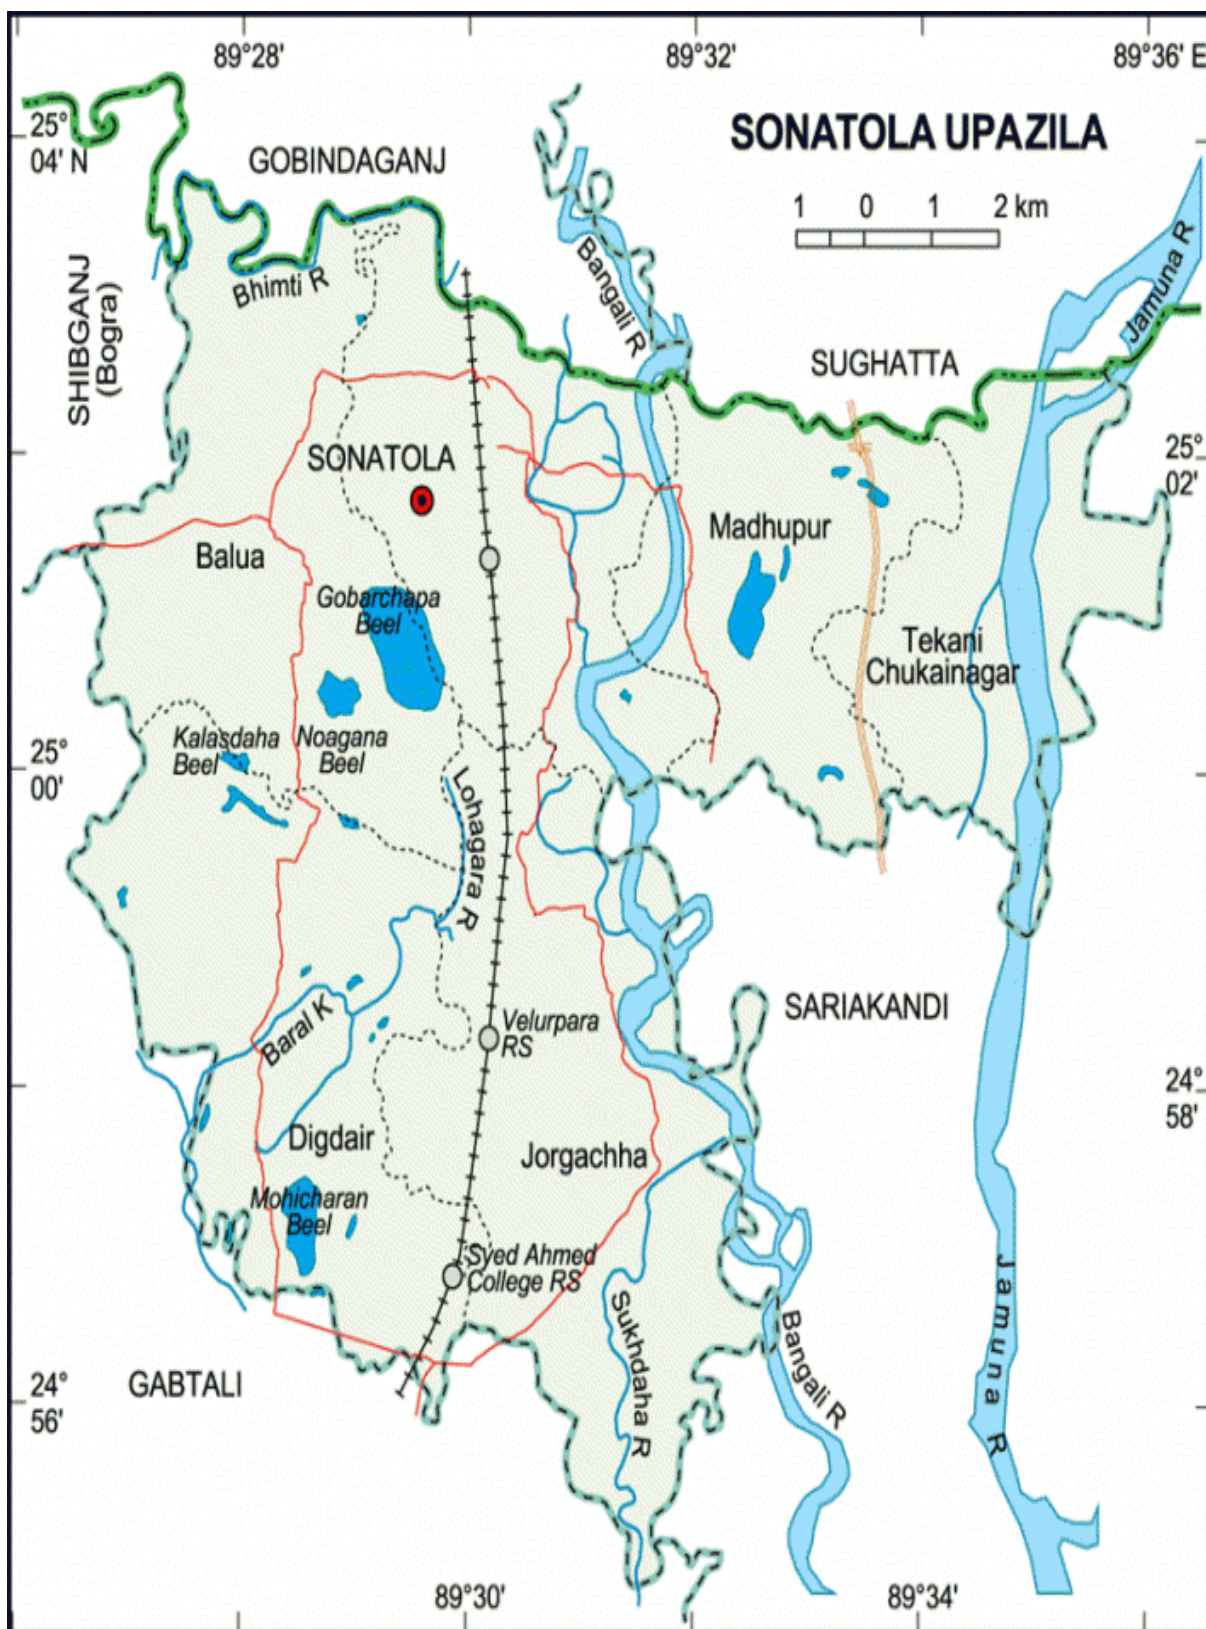 89°28'
89°32'
89°36' E
25°
04' N
SONATOLA UPAZILA
GOBINDAGANJ
1 0 1 2 km
Bangali R
Jamuna R
Bhimti R
SHIBGANJ
(Bogra)
SUGHATTA
SONATOLA
25°
02'
Madhupur
Balua
Gobarchapa
Beel
Tekani
Chukainagar
Kalasdaha
Beel
Noagana
Beel
25°
00'
Lohagara R
SARIAKANDI
Velurpara
RS
Baral K
24°
58'
Digdair
Jorgachha
Mohicharan
Beel
Syed Ahmed
College RS
Sukhdaha R
Bangali R
Jamuna R
GABTALI
24°
56'
89°30'
89°34'